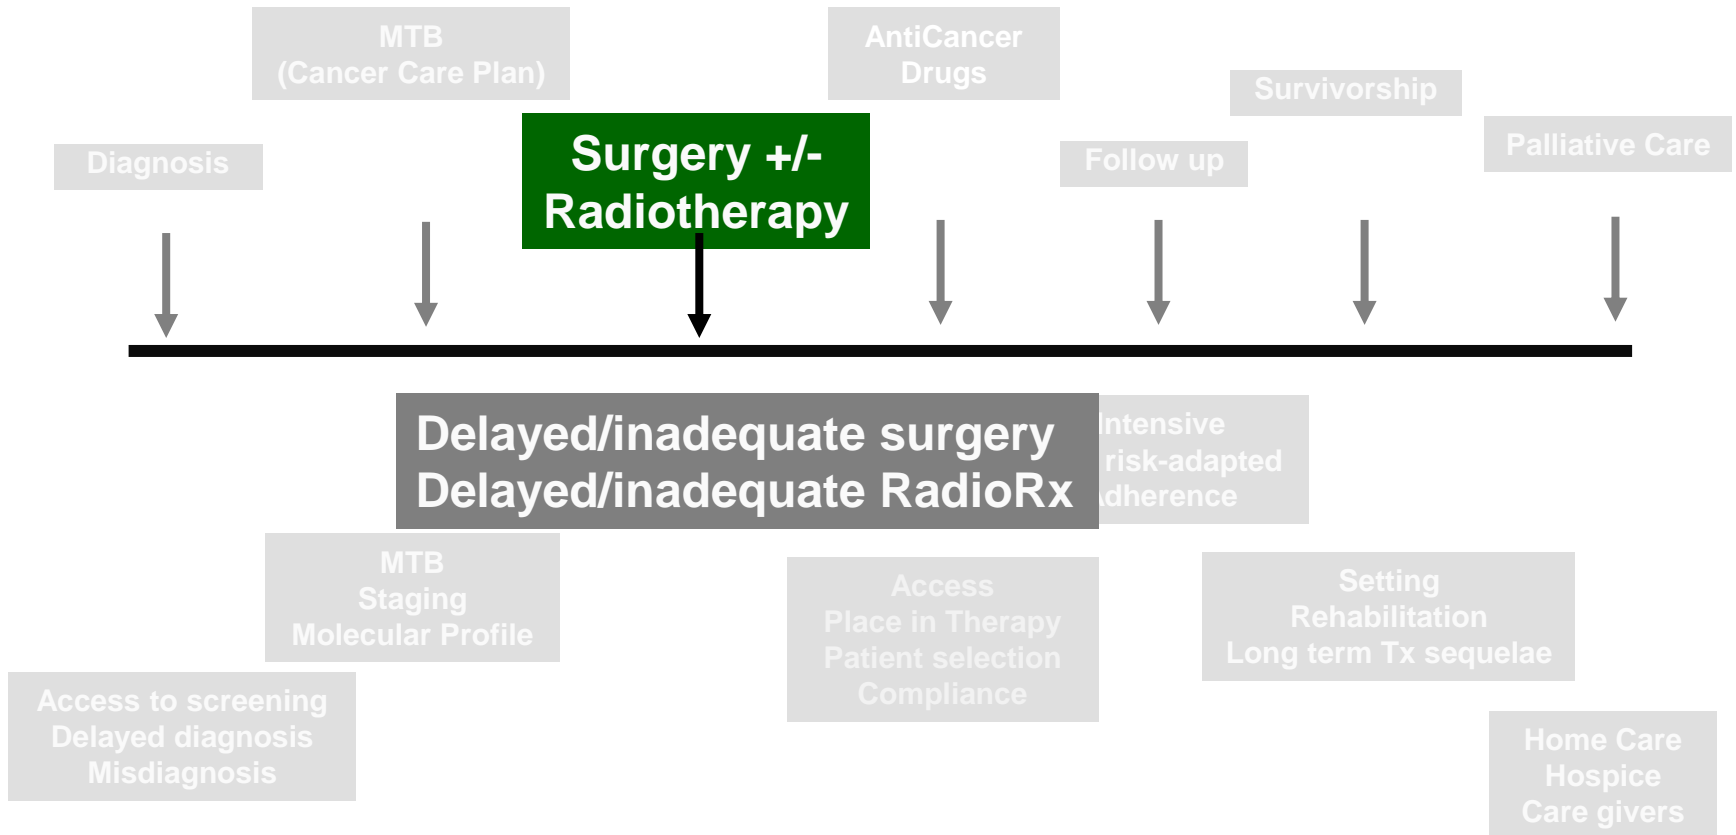 MTB
(Cancer Care Plan)
AntiCancer
Drugs
Survivorship
Surgery +/-
Radiotherapy
Diagnosis
Follow up
Palliative Care
Delayed/inadequate surgery
Delayed/inadequate RadioRx
Intensive
risk-adapted
Adherence
MTB
Staging
Molecular Profile
Access
Place in Therapy
Patient selection
Compliance
Setting
Rehabilitation
Long term Tx sequelae
Access to screening
Delayed diagnosis
Misdiagnosis
Home Care
Hospice
Care givers